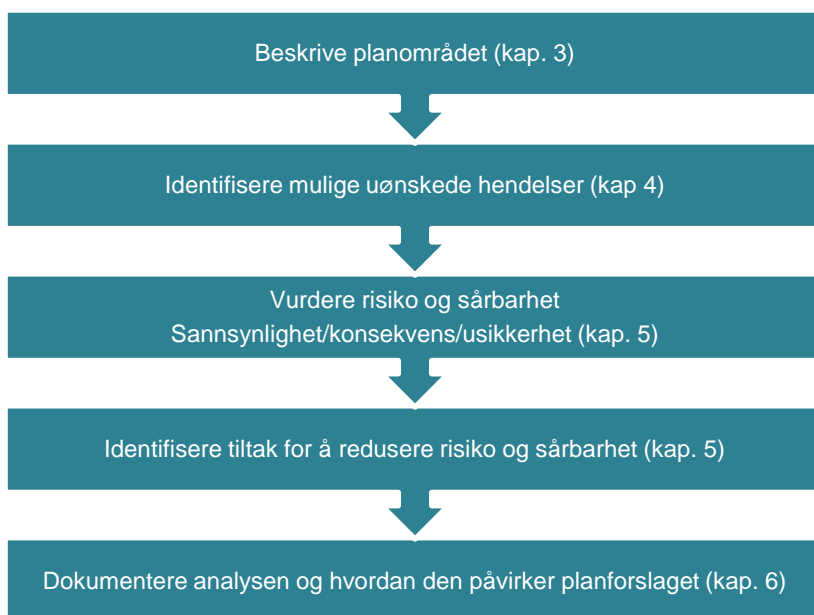 Beskrive planområdet (kap. 3)
Identifisere mulige uønskede hendelser (kap 4)
Vurdere risiko og sårbarhet
Sannsynlighet/konsekvens/usikkerhet (kap. 5)
Identifisere tiltak for å redusere risiko og sårbarhet (kap. 5)
Dokumentere analysen og hvordan den påvirker planforslaget (kap. 6)